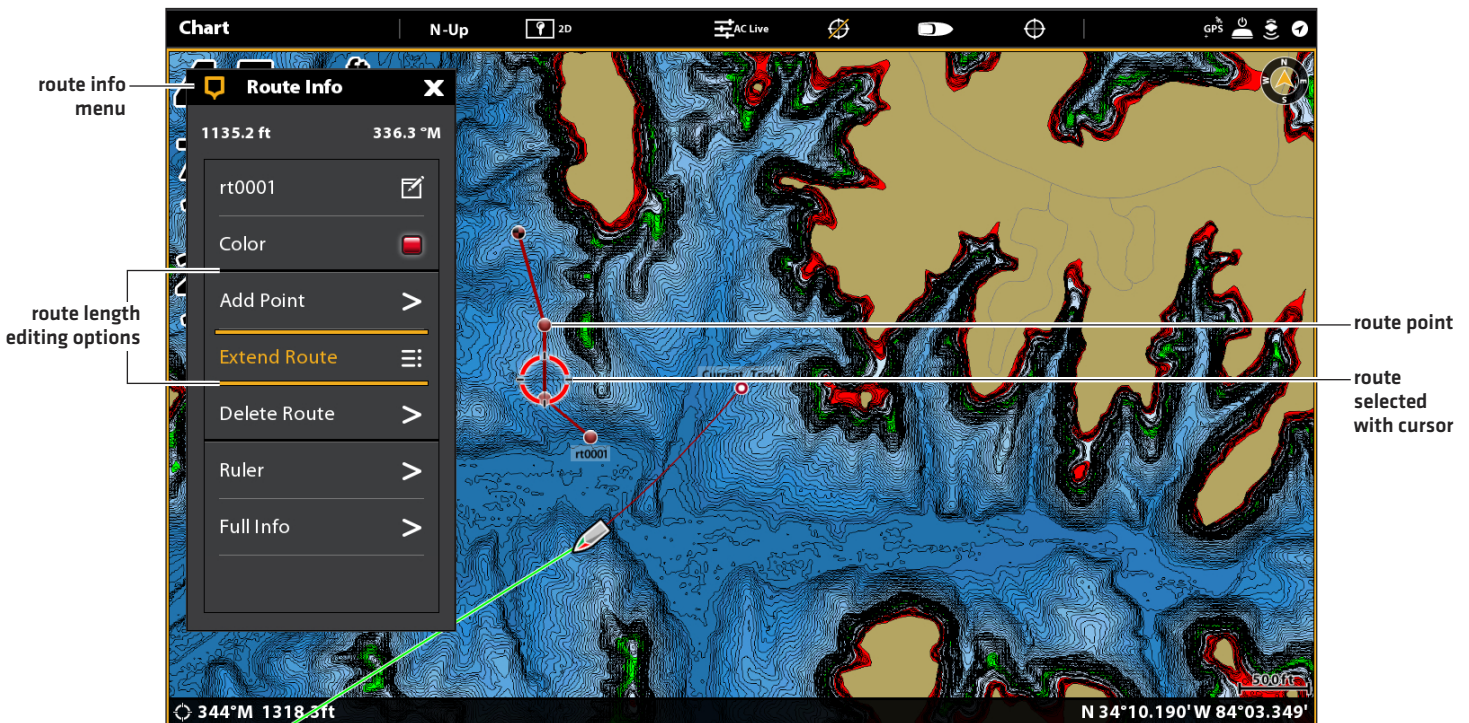 Chart
N-Up
2D
AC Live
GPS
route info
menu
Route Info
X
1135.2 ft
336.3 °M
rt0001
Color
Add Point
Extend Route
Delete Route
Ruler
Full Info
route length
editing options
N
E
S
W
Current Track
rt0001
route point
route
selected
with cursor
500ft
344°M 1318.3ft
N 34°10.190' W 84°03.349'